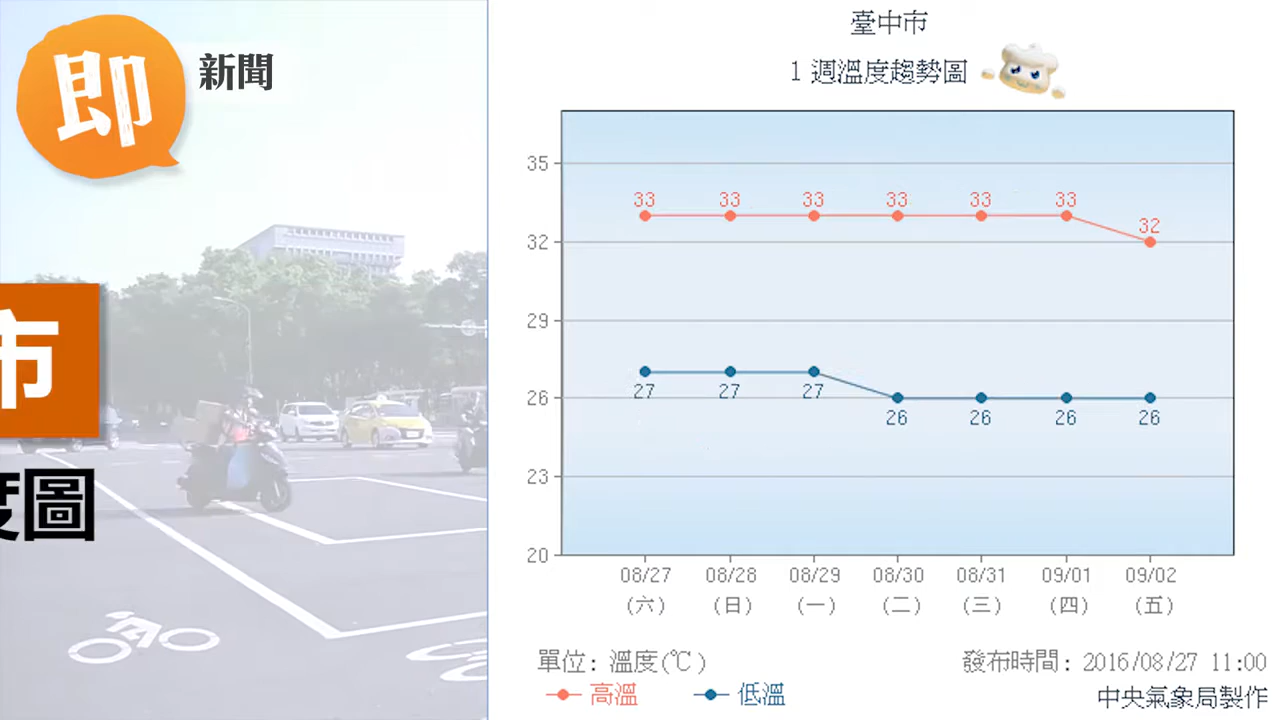 即
新聞
市
度圖
臺中市
1 週溫度趨勢圖
35
32
29
26
23
20
33 33 33 33 33 33 32
27 27 27 26 26 26 26
08/27 08/28 08/29 08/30 08/31 09/01 09/02
(六) (日) (一) (二) (三) (四) (五)
單位: 溫度(℃)
發布時間: 2016/08/27 11:00
高溫 低溫
中央氣象局製作